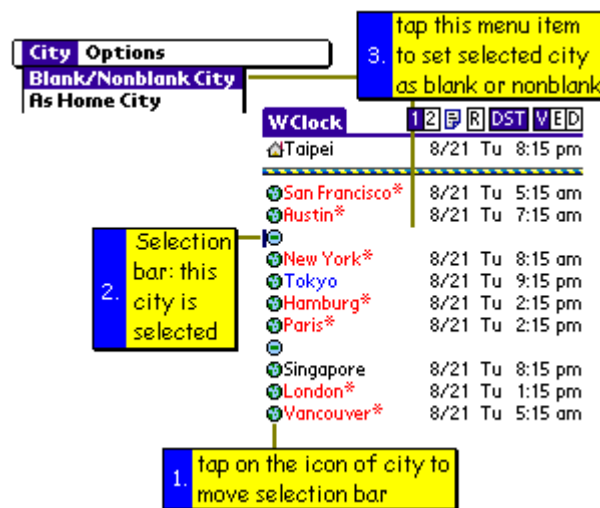 City Options
Blank/Nonblank City
As Home City
3. tap this menu item
to set selected city
as blank or nonblank
WClock 1 2 R DST V E D
Taipei 8/21 Tu 8:15 pm
San Francisco* 8/21 Tu 5:15 am
Austin* 8/21 Tu 7:15 am
New York* 8/21 Tu 8:15 am
Tokyo 8/21 Tu 9:15 pm
Hamburg* 8/21 Tu 2:15 pm
Paris* 8/21 Tu 2:15 pm
Singapore 8/21 Tu 8:15 pm
London* 8/21 Tu 1:15 pm
Vancouver* 8/21 Tu 5:15 am
2. Selection
bar: this
city is
selected
1. tap on the icon of city to
move selection bar